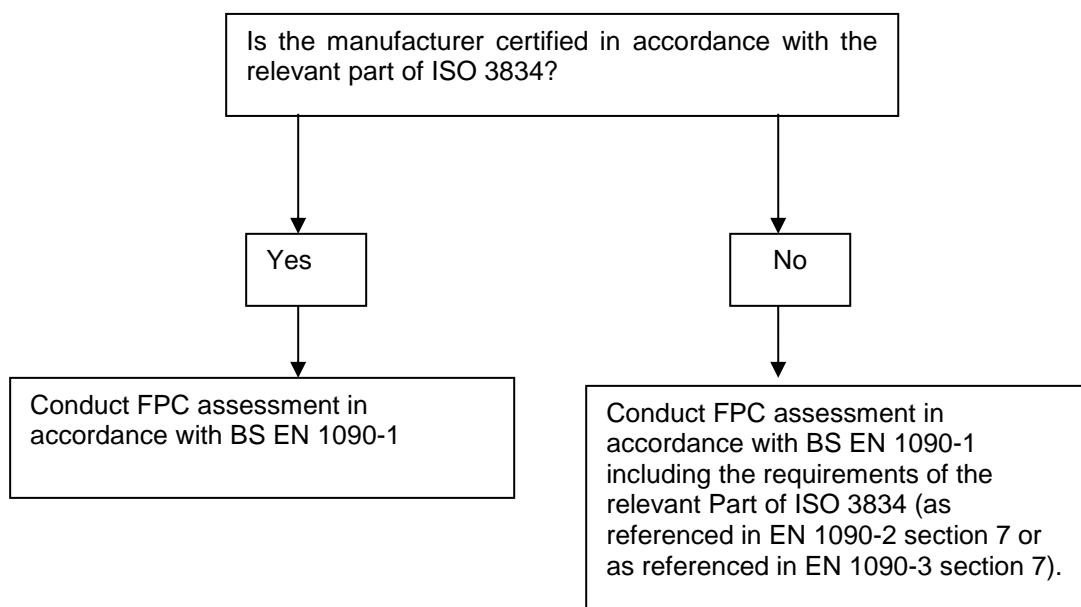 Is the manufacturer certified in accordance with the
relevant part of ISO 3834?
Yes
No
Conduct FPC assessment in
accordance with BS EN 1090-1
Conduct FPC assessment in
accordance with BS EN 1090-1
including the requirements of the
relevant Part of ISO 3834 (as
referenced in EN 1090-2 section 7 or
as referenced in EN 1090-3 section 7).